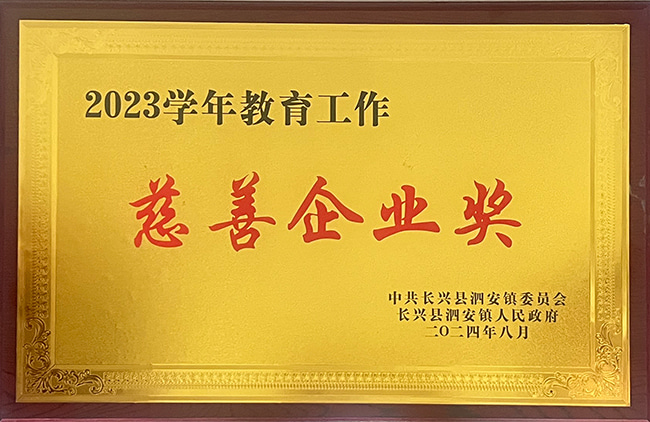 2023学年教育工作
慈善企业奖
中共长兴县泗安镇委员会
长兴县泗安镇人民政府
二〇二四年八月